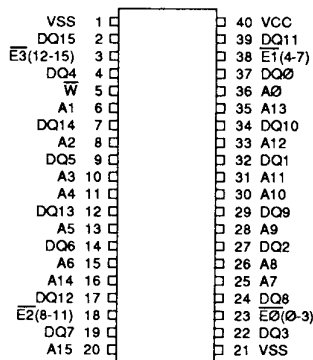 VSS 1 40 VCC
DQ15 2 39 DQ11
E3(12-15) 3 38 E1(4-7)
DQ4 4 37 DQØ
W 5 36 AØ
A1 6 35 A13
DQ14 7 34 DQ10
A2 8 33 A12
DQ5 9 32 DQ1
A3 10 31 A11
A4 11 30 A10
DQ13 12 29 DQ9
A5 13 28 A9
DQ6 14 27 DQ2
A6 15 26 A8
A14 16 25 A7
DQ12 17 24 DQ8
E2(8-11) 18 23 EØ(Ø-3)
DQ7 19 22 DQ3
A15 20 21 VSS